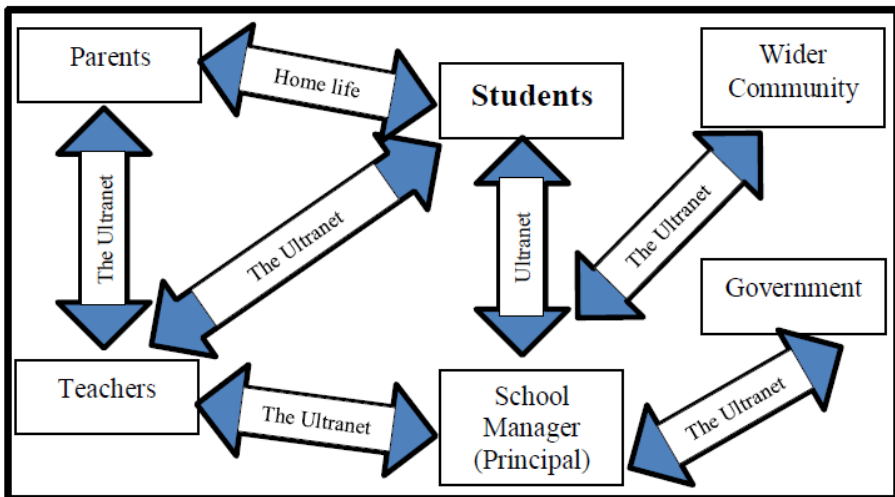 Parents
Home life
Students
Wider
Community
The Ultranet
The Ultranet
Ultranet
The Ultranet
Government
Teachers
The Ultranet
School
Manager
(Principal)
The Ultranet